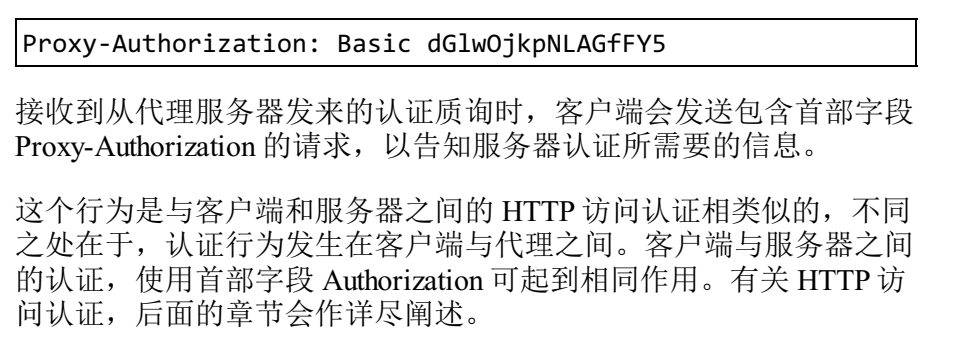 Proxy-Authorization: Basic dGlwOjkpNLAGfFY5
接收到从代理服务器发来的认证质询时，客户端会发送包含首部字段
Proxy-Authorization 的请求，以告知服务器认证所需要的信息。
这个行为是与客户端和服务器之间的 HTTP 访问认证相类似的，不同
之处在于，认证行为发生在客户端与代理之间。客户端与服务器之间
的认证，使用首部字段 Authorization 可起到相同作用。有关 HTTP 访
问认证，后面的章节会作详尽阐述。